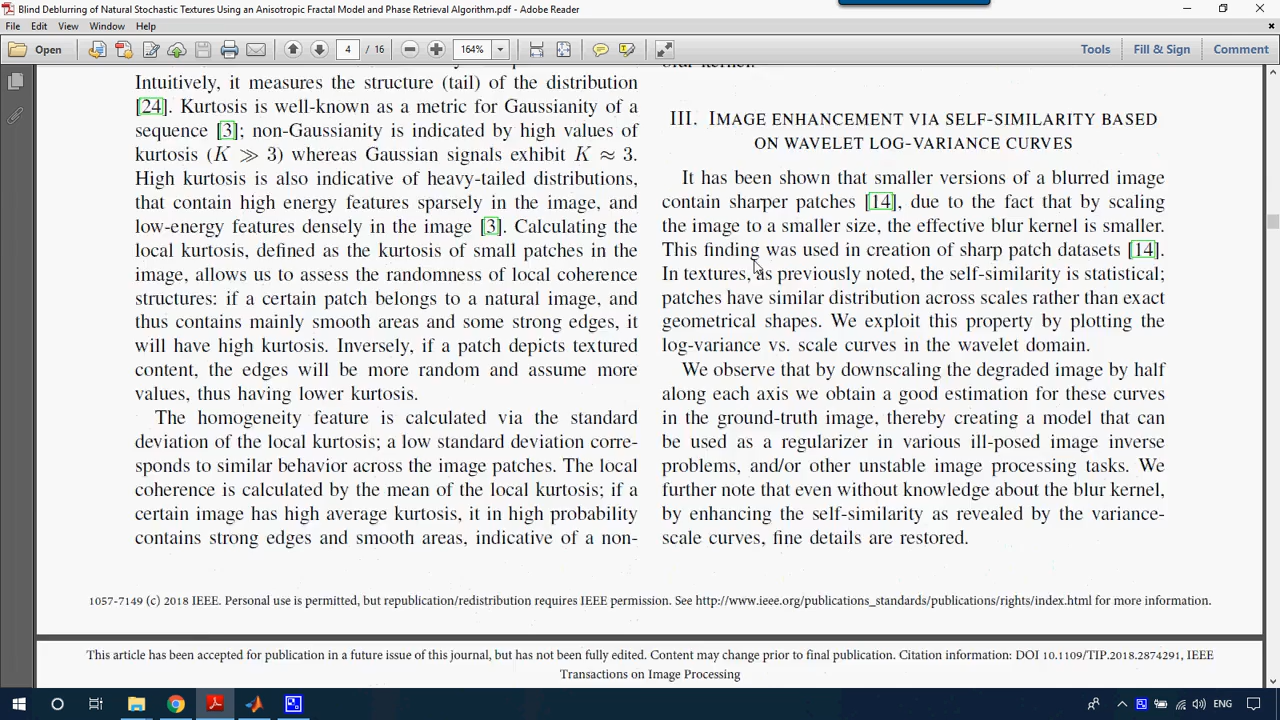 Blind Deblurring of Natural Stochastic Textures Using an Anisotropic Fractal Model and Phase Retrieval Algorithm.pdf - Adobe Reader
File Edit View Window Help
Open 4 / 16 164% Tools Fill & Sign Comment
Intuitively, it measures the structure (tail) of the distribution
[24]. Kurtosis is well-known as a metric for Gaussianity of a
sequence [3]; non-Gaussianity is indicated by high values of
kurtosis (K ≫ 3) whereas Gaussian signals exhibit K ≈ 3.
High kurtosis is also indicative of heavy-tailed distributions,
that contain high energy features sparsely in the image, and
low-energy features densely in the image [3]. Calculating the
local kurtosis, defined as the kurtosis of small patches in the
image, allows us to assess the randomness of local coherence
structures: if a certain patch belongs to a natural image, and
thus contains mainly smooth areas and some strong edges, it
will have high kurtosis. Inversely, if a patch depicts textured
content, the edges will be more random and assume more
values, thus having lower kurtosis.
The homogeneity feature is calculated via the standard
deviation of the local kurtosis; a low standard deviation corre-
sponds to similar behavior across the image patches. The local
coherence is calculated by the mean of the local kurtosis; if a
certain image has high average kurtosis, it in high probability
contains strong edges and smooth areas, indicative of a non-
blur kernel.
III. IMAGE ENHANCEMENT VIA SELF-SIMILARITY BASED
ON WAVELET LOG-VARIANCE CURVES
It has been shown that smaller versions of a blurred image
contain sharper patches [14], due to the fact that by scaling
the image to a smaller size, the effective blur kernel is smaller.
This finding was used in creation of sharp patch datasets [14].
In textures, as previously noted, the self-similarity is statistical;
patches have similar distribution across scales rather than exact
geometrical shapes. We exploit this property by plotting the
log-variance vs. scale curves in the wavelet domain.
We observe that by downscaling the degraded image by half
along each axis we obtain a good estimation for these curves
in the ground-truth image, thereby creating a model that can
be used as a regularizer in various ill-posed image inverse
problems, and/or other unstable image processing tasks. We
further note that even without knowledge about the blur kernel,
by enhancing the self-similarity as revealed by the variance-
scale curves, fine details are restored.
1057-7149 (c) 2018 IEEE. Personal use is permitted, but republication/redistribution requires IEEE permission. See http://www.ieee.org/publications_standards/publications/rights/index.html for more information.
This article has been accepted for publication in a future issue of this journal, but has not been fully edited. Content may change prior to final publication. Citation information: DOI 10.1109/TIP.2018.2874291, IEEE
Transactions on Image Processing
ENG